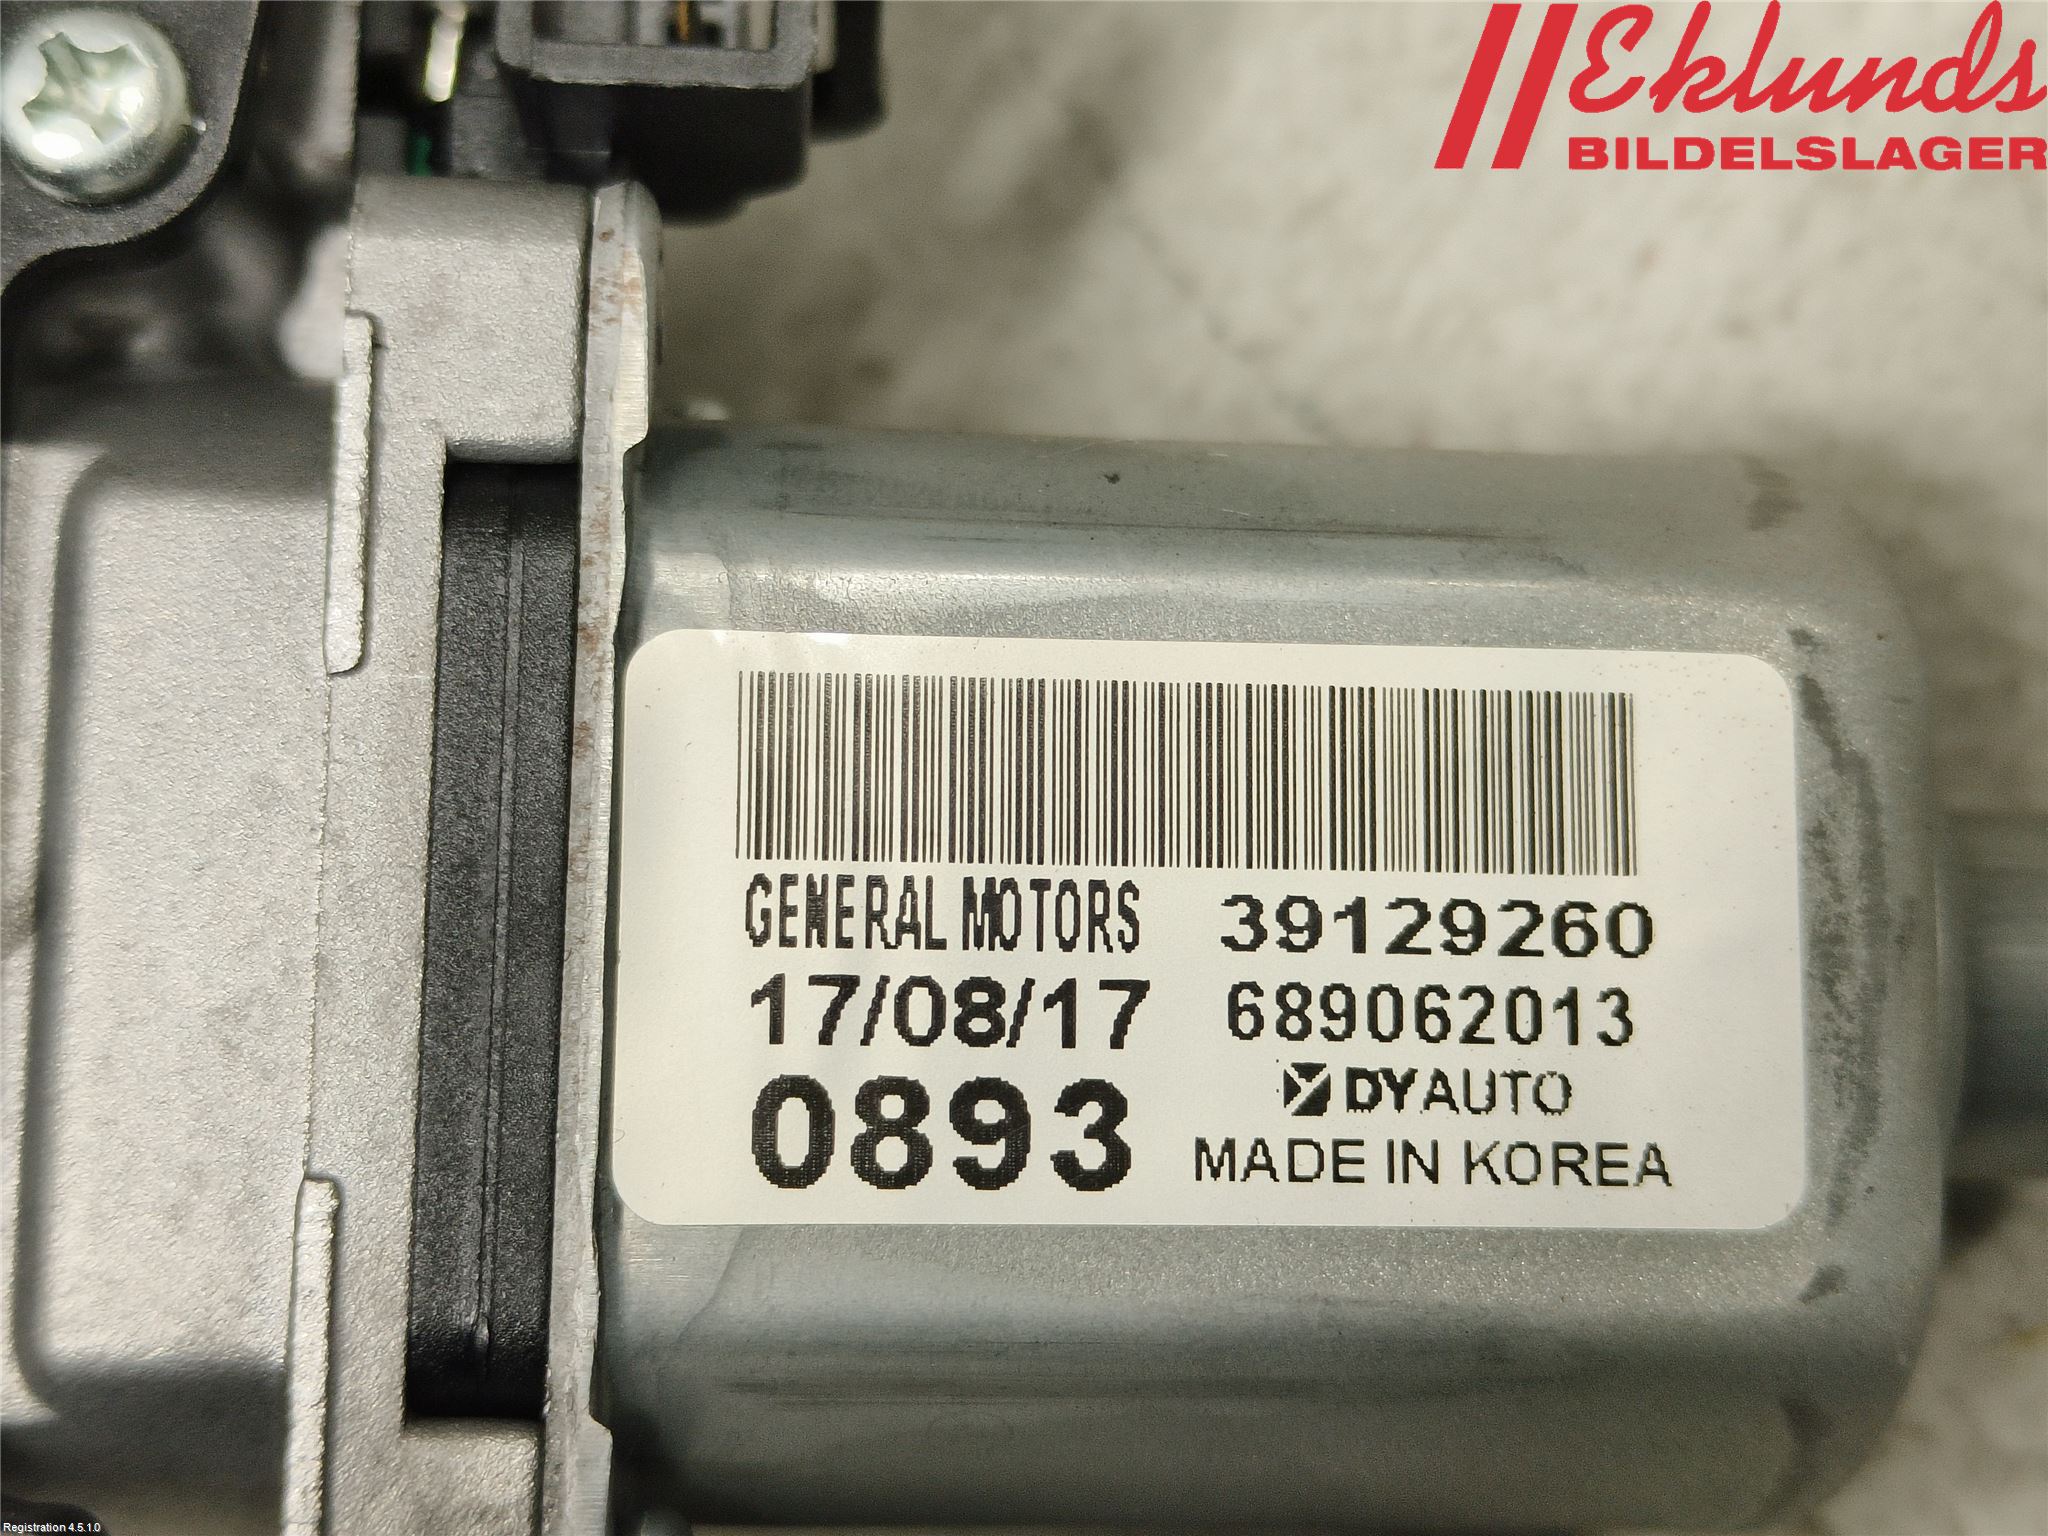 Eklunds
BILDELSLAGER
GENERAL MOTORS 39129260
17/08/17 689062013
0893 DYAUTO
MADE IN KOREA
Registration 4.5.1.0